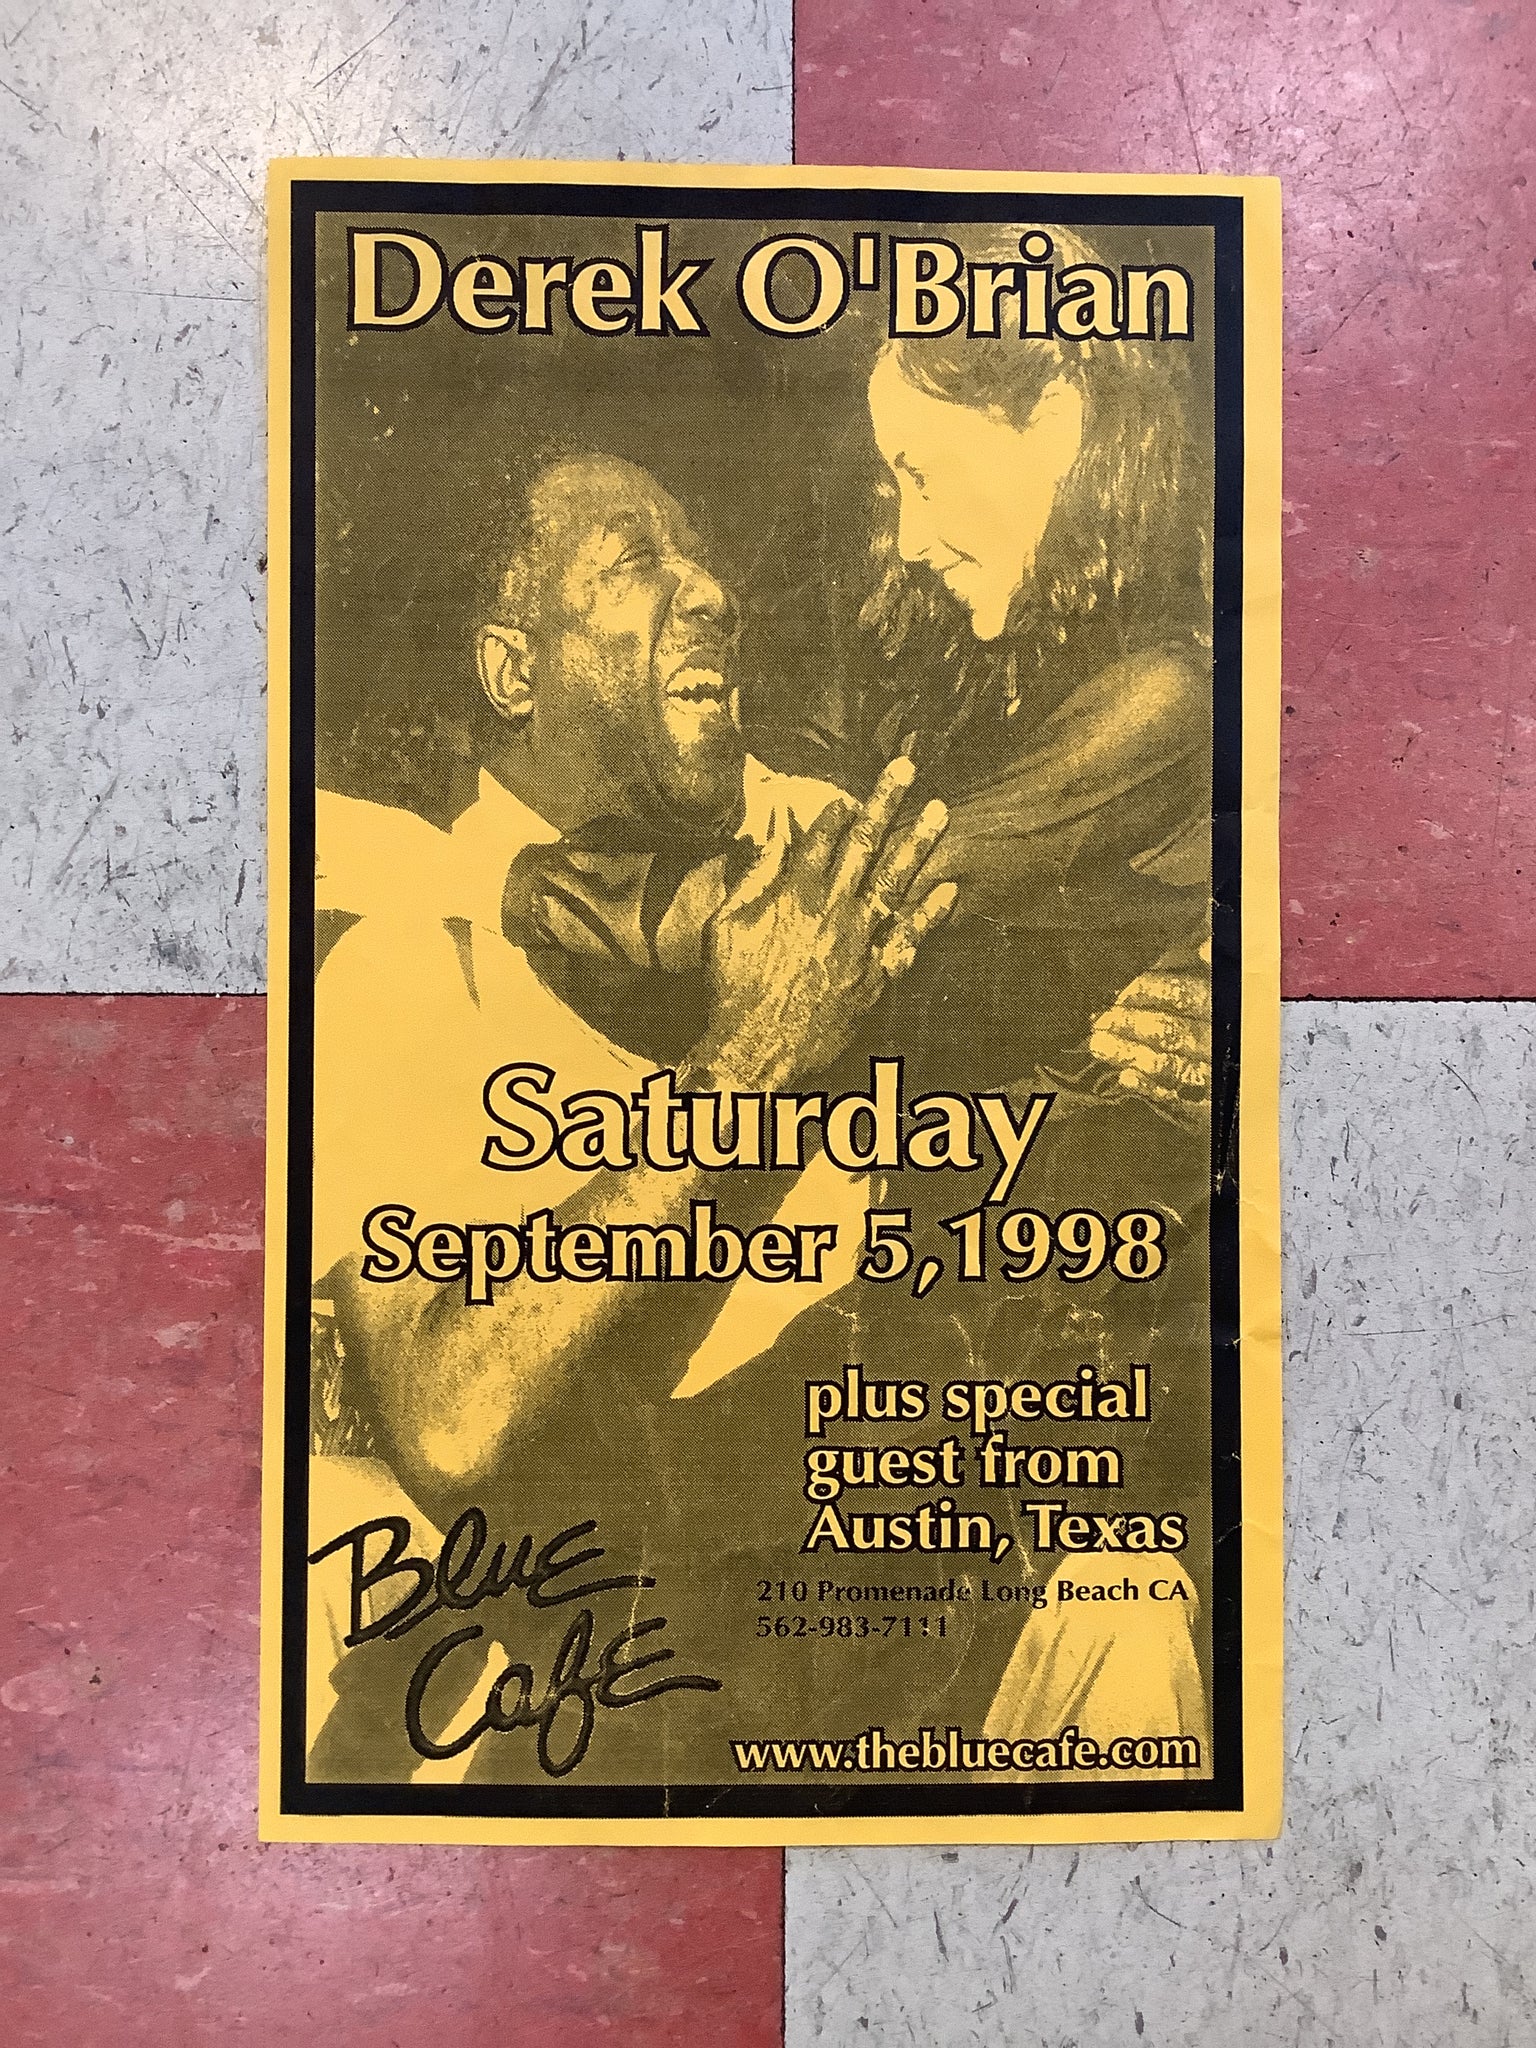 Derek O'Brian
Saturday
September 5,1998
plus special
guest from
Austin, Texas
210 Promenade Long Beach CA
562-983-7111
Blue
Cafe
www.thebluecafe.com